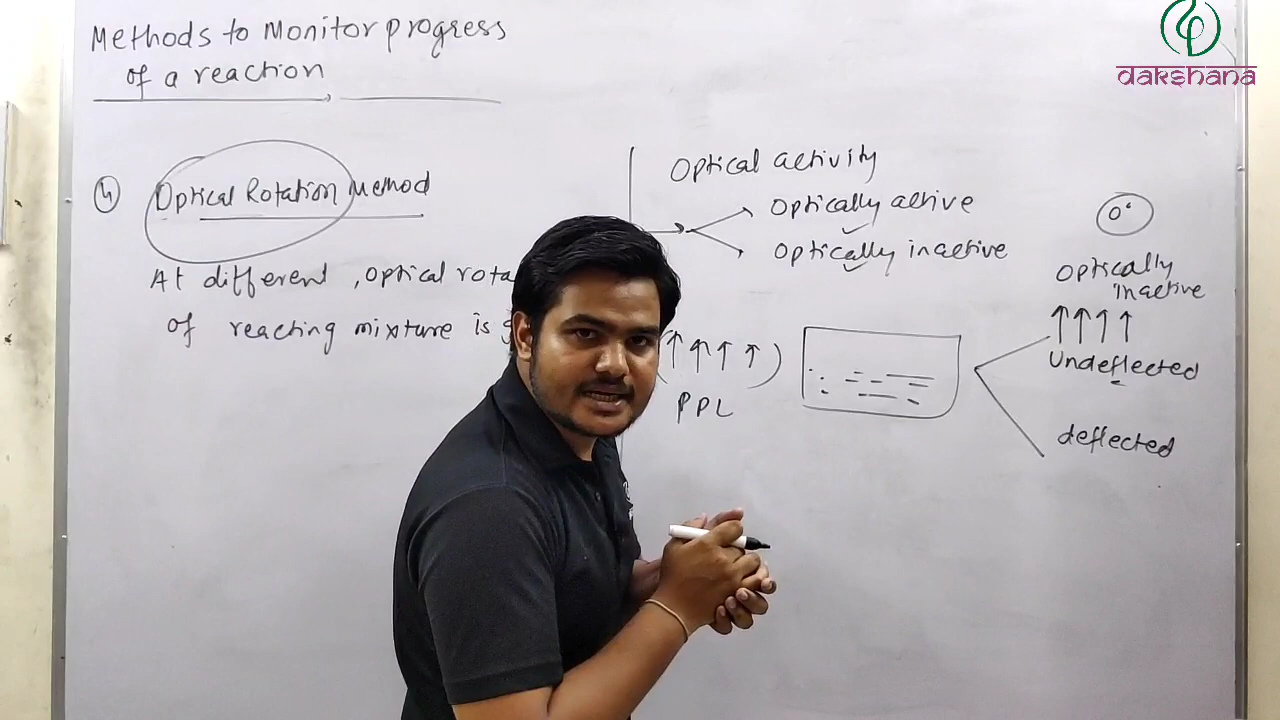 Methods to Monitor progress
of a reaction
4 Optical Rotation Method
At different , optical rota
of reacting mixture is
Optical activity
Optically active
Optically inactive
PPL
0°
Optically
inactive
Undeflected
deflected
dakshana